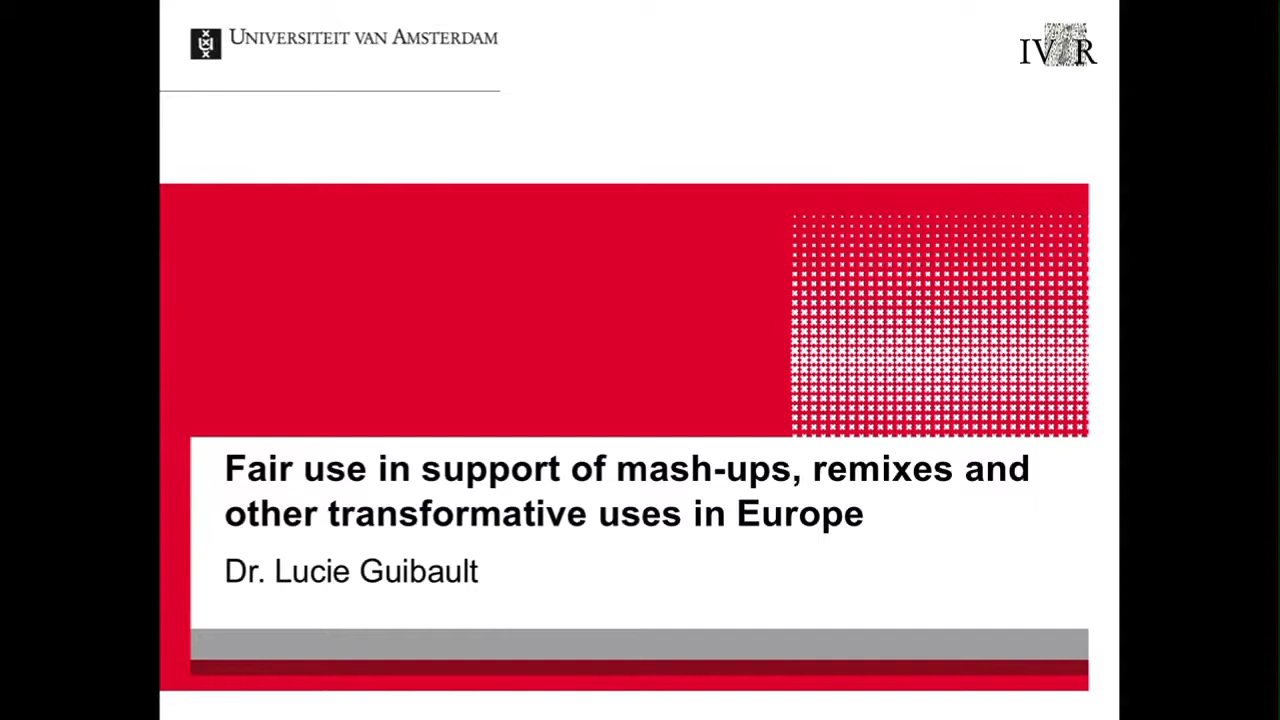 UNIVERSITEIT VAN AMSTERDAM
IViR
Fair use in support of mash-ups, remixes and
other transformative uses in Europe
Dr. Lucie Guibault